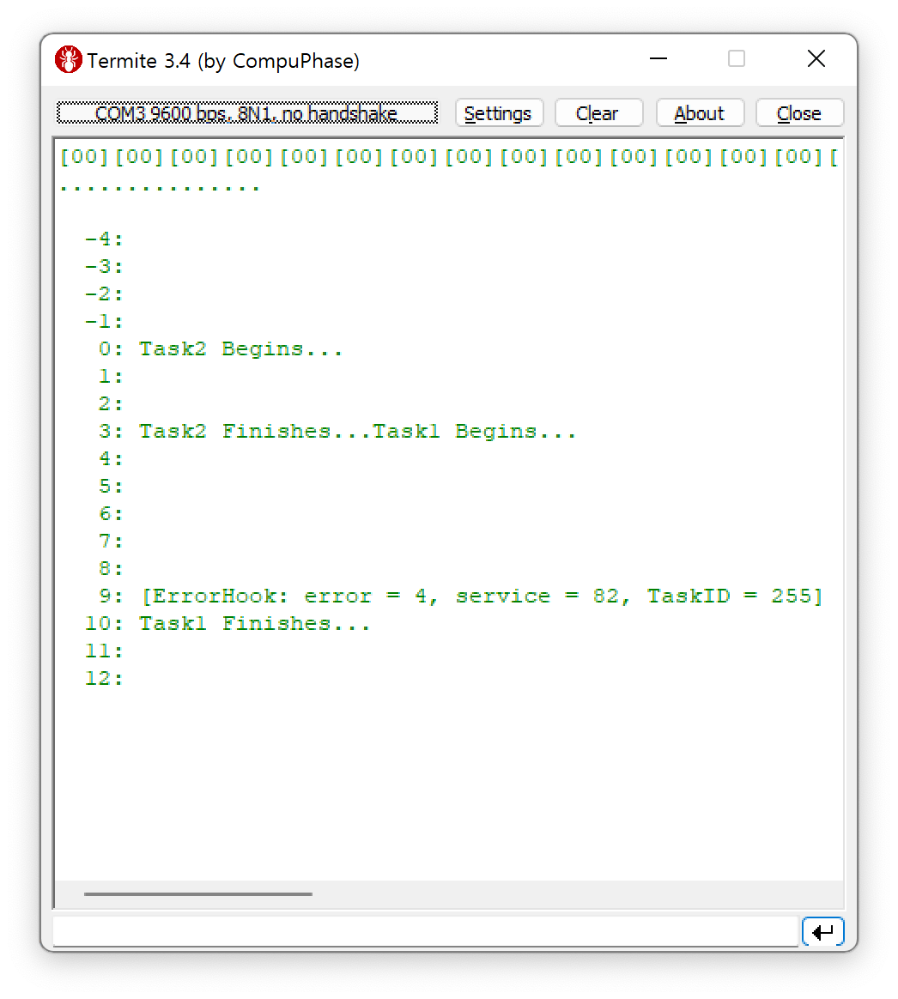 Termite 3.4 (by CompuPhase)
COM3 9600 bps, 8N1, no handshake Settings Clear About Close
[00][00][00][00][00][00][00][00][00][00][00][00][00][00][
...............
-4:
-3:
-2:
-1:
0: Task2 Begins...
1:
2:
3: Task2 Finishes...Task1 Begins...
4:
5:
6:
7:
8:
9: [ErrorHook: error = 4, service = 82, TaskID = 255]
10: Task1 Finishes...
11:
12: